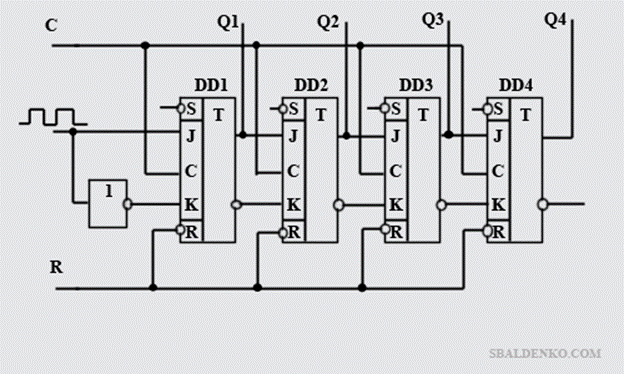 Q1 Q2 Q3 Q4
C
DD1 DD2 DD3 DD4
S T S T S T S T
J J J J
C C C C
1
K K K K
R R R R
R
SBALDENKO.COM